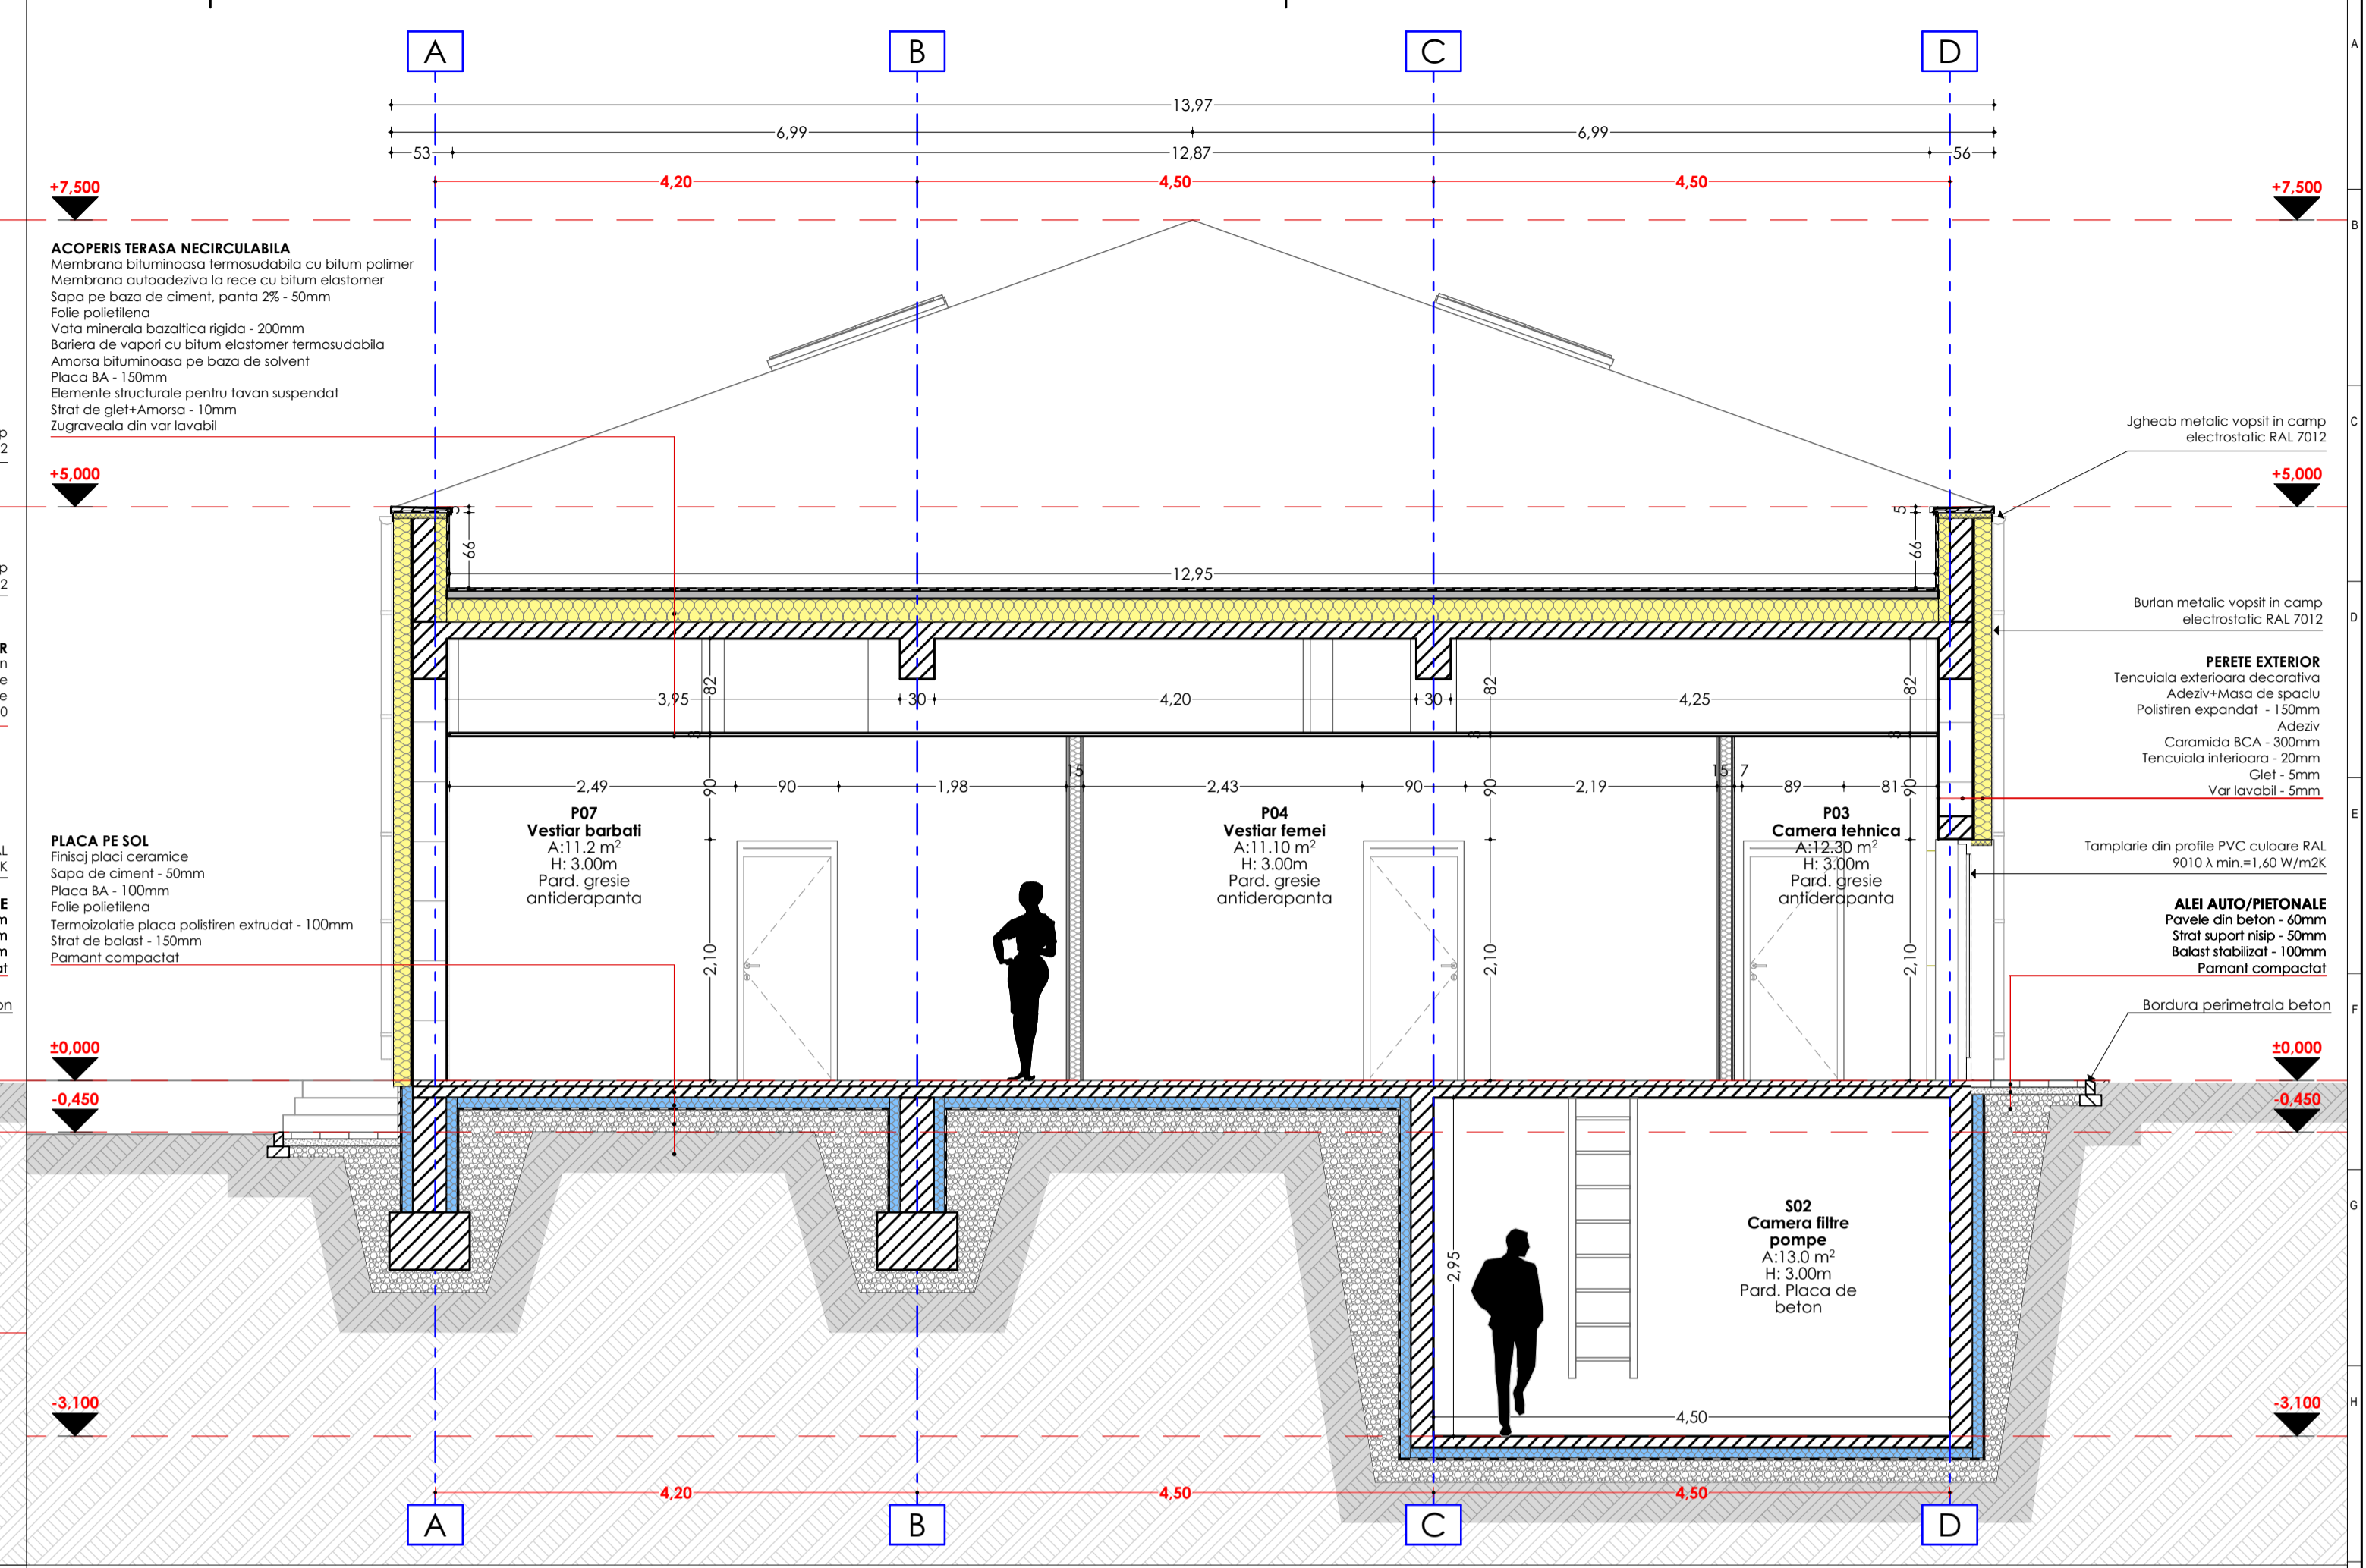 A B C D
13,97
6,99 6,99
53 12,87 56
4,20 4,50 4,50
+7,500 +7,500
ACOPERIS TERASA NECIRCULABILA
Membrana bituminoasa termosudabila cu bitum polimer
Membrana autoadeziva la rece cu bitum elastomer
Sapa pe baza de ciment, panta 2% - 50mm
Folie polietilena
Vata minerala bazaltica rigida - 200mm
Bariera de vapori cu bitum elastomer termosudabila
Amorsa bituminoasa pe baza de solvent
Placa BA - 150mm
Elemente structurale pentru tavan suspendat
Strat de glet+Amorsa - 10mm
Zugraveala din var lavabil
Jgheab metalic vopsit in camp
electrostatic RAL 7012
+5,000 +5,000
5
66 66
12,95
Burlan metalic vopsit in camp
electrostatic RAL 7012
82 82 82
3,95 30 4,20 30 4,25
PERETE EXTERIOR
Tencuiala exterioara decorativa
Adeziv+Masa de spaclu
Polistiren expandat - 150mm
Adeziv
Caramida BCA - 300mm
Tencuiala interioara - 20mm
Glet - 5mm
Var lavabil - 5mm
3 3 3
15 15 7
2,49 90 90 1,98 2,43 90 90 2,19 89 81 90
P07
Vestiar barbati
A:11.2 m²
H: 3.00m
Pard. gresie
antiderapanta
P04
Vestiar femei
A:11.10 m²
H: 3.00m
Pard. gresie
antiderapanta
P03
Camera tehnica
A:12.30 m²
H: 3.00m
Pard. gresie
antiderapanta
PLACA PE SOL
Finisaj placi ceramice
Sapa de ciment - 50mm
Placa BA - 100mm
Folie polietilena
Termoizolatie placa polistiren extrudat - 100mm
Strat de balast - 150mm
Pamant compactat
2,10 2,10 2,10
Tamplarie din profile PVC culoare RAL
9010 λ min.=1,60 W/m2K
ALEI AUTO/PIETONALE
Pavele din beton - 60mm
Strat suport nisip - 50mm
Balast stabilizat - 100mm
Pamant compactat
Bordura perimetrala beton
±0,000 ±0,000
-0,450 -0,450
2,95
S02
Camera filtre
pompe
A:13.0 m²
H: 3.00m
Pard. Placa de
beton
-3,100 -3,100
4,50
4,20 4,50 4,50
A B C D
A
B
C
D
E
F
G
H